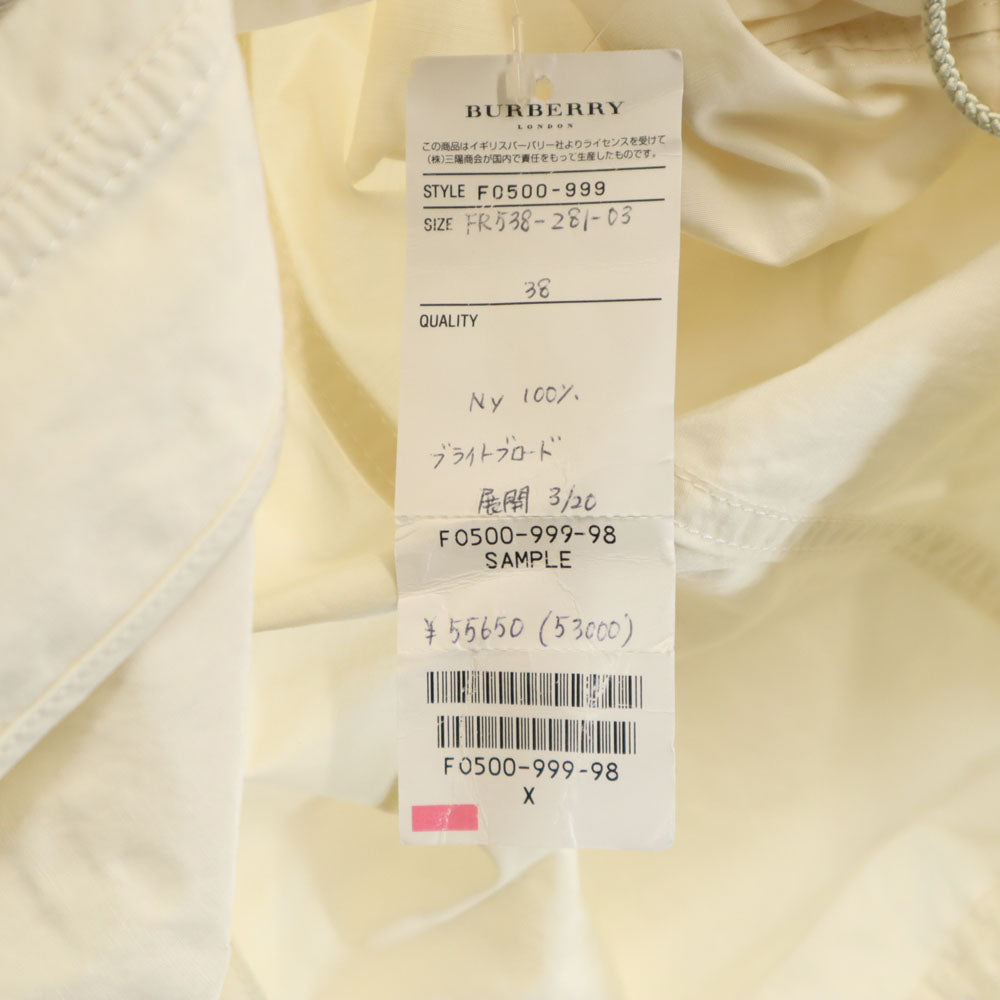 BURBERRY
LONDON
この商品はイギリスバーバリー社よりライセンスを受けて
(株)三陽商会が国内で責任をもって生産したものです。
STYLE F0500-999
SIZE FR538-281-03
38
QUALITY
Ny 100%
ブライトブロード
展開 3/20
F0500-999-98
SAMPLE
¥55650 (53000)
F0500-999-98
X